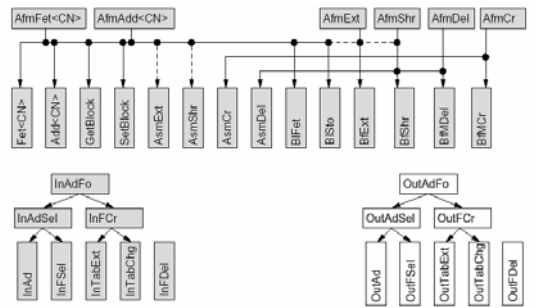 AfmFet<CN> AfmAdd<CN> AfmExt AfmShr AfmDel AfmCr
Fet<CN> Add<CN> GetBlock SetBlock AsmExt AsmShr AsmCr AsmDel BlFet BlSto BfExt BfShr BfMDel BfMCr
InAdFo OutAdFo
InAdSel InFCr OutAdSel OutFCr
InAd InFSel InTabExt InTabChg InFDel OutAd OutFSel OutTabExt OutTabChg OutFDel